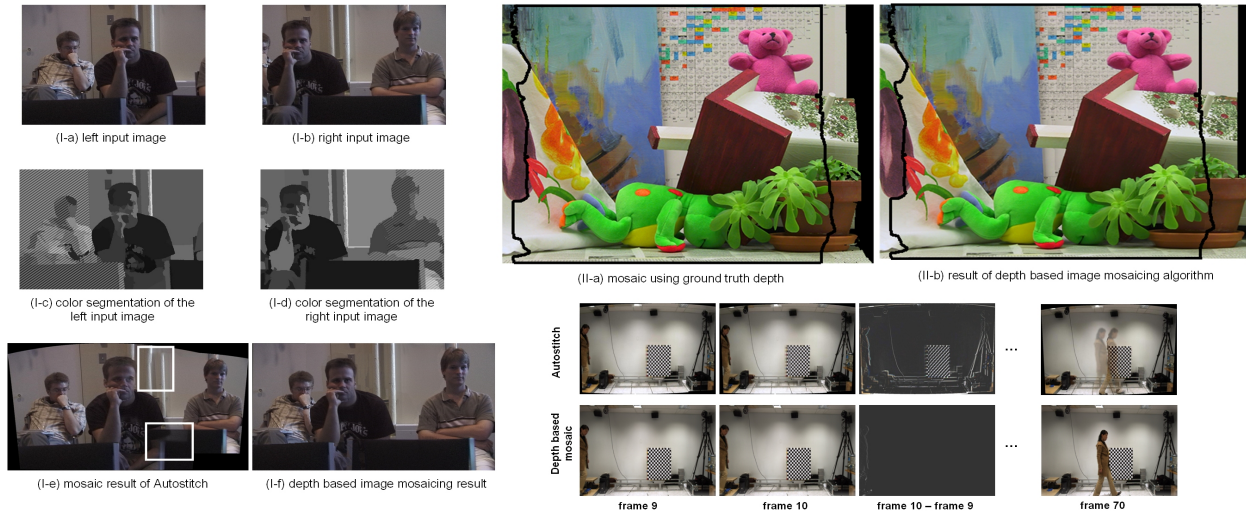 (I-a) left input image
(I-b) right input image
(I-c) color segmentation of the
left input image
(I-d) color segmentation of the
right input image
(I-e) mosaic result of Autostitch
(I-f) depth based image mosaicing result
(II-a) mosaic using ground truth depth
(II-b) result of depth based image mosaicing algorithm
Autostitch
...
Depth based
mosaic
...
frame 9
frame 10
frame 10 – frame 9
frame 70